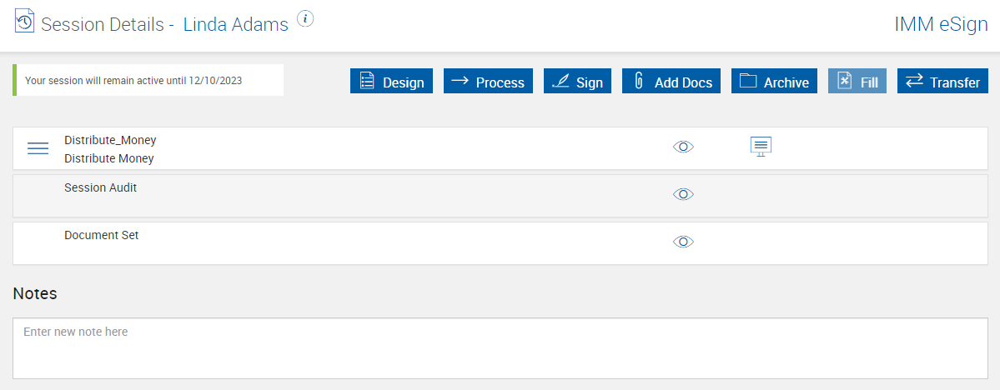 Session Details - Linda Adams i
IMM eSign
Your session will remain active until 12/10/2023
Design
Process
Sign
Add Docs
Archive
Fill
Transfer
Distribute_Money
Distribute Money
Session Audit
Document Set
Notes
Enter new note here